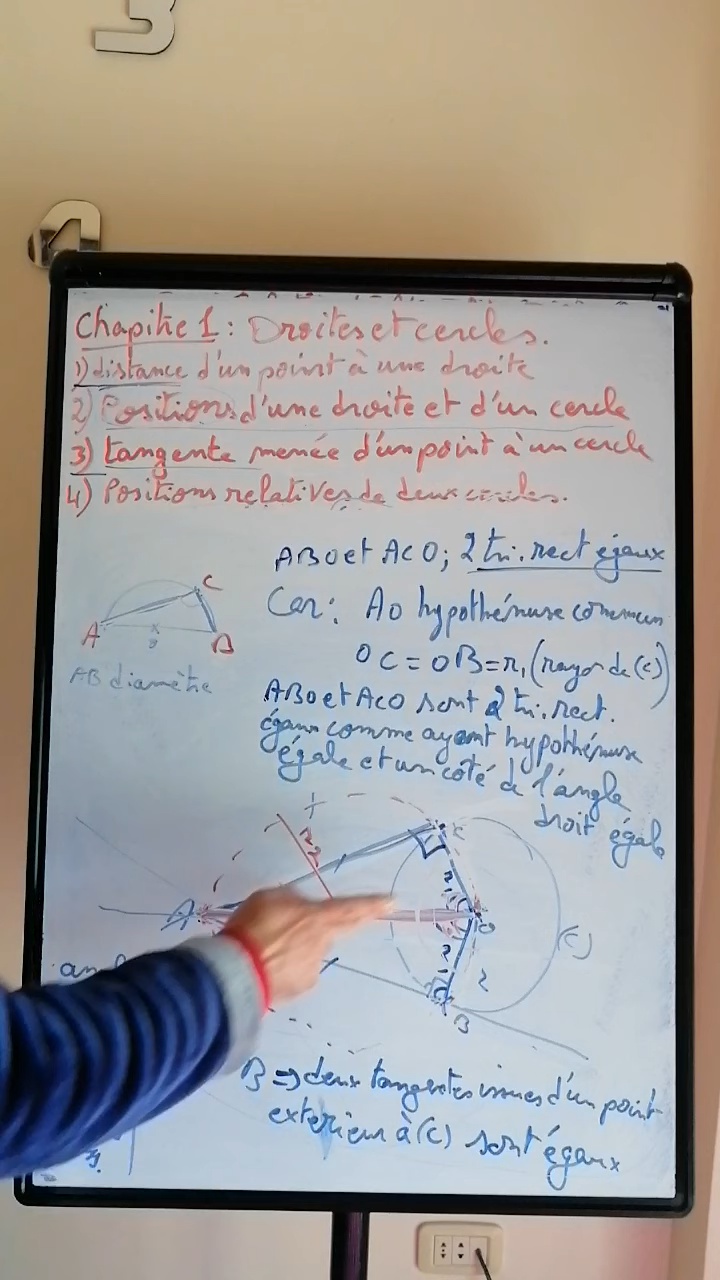 Chapitre 1 : Droites et cercles.
1) distance d'un point à une droite
2) Positions d'une droite et d'un cercle
3) tangente menée d'un point à un cercle
4) Positions relatives de deux cercles.
ABO et ACO ; 2 tri. rect égaux
Car : AO hypothénuse commun
OC = OB = r, (rayon de (C))
ABO et ACO sont 2 tri. rect.
égaux comme ayant hypothénuse
égale et un côté de l'angle
droit égal
C
A
B
AB diamètre
A
O
(C)
B
B => deux tangentes issues d'un point
exterieur à (C) sont égaux